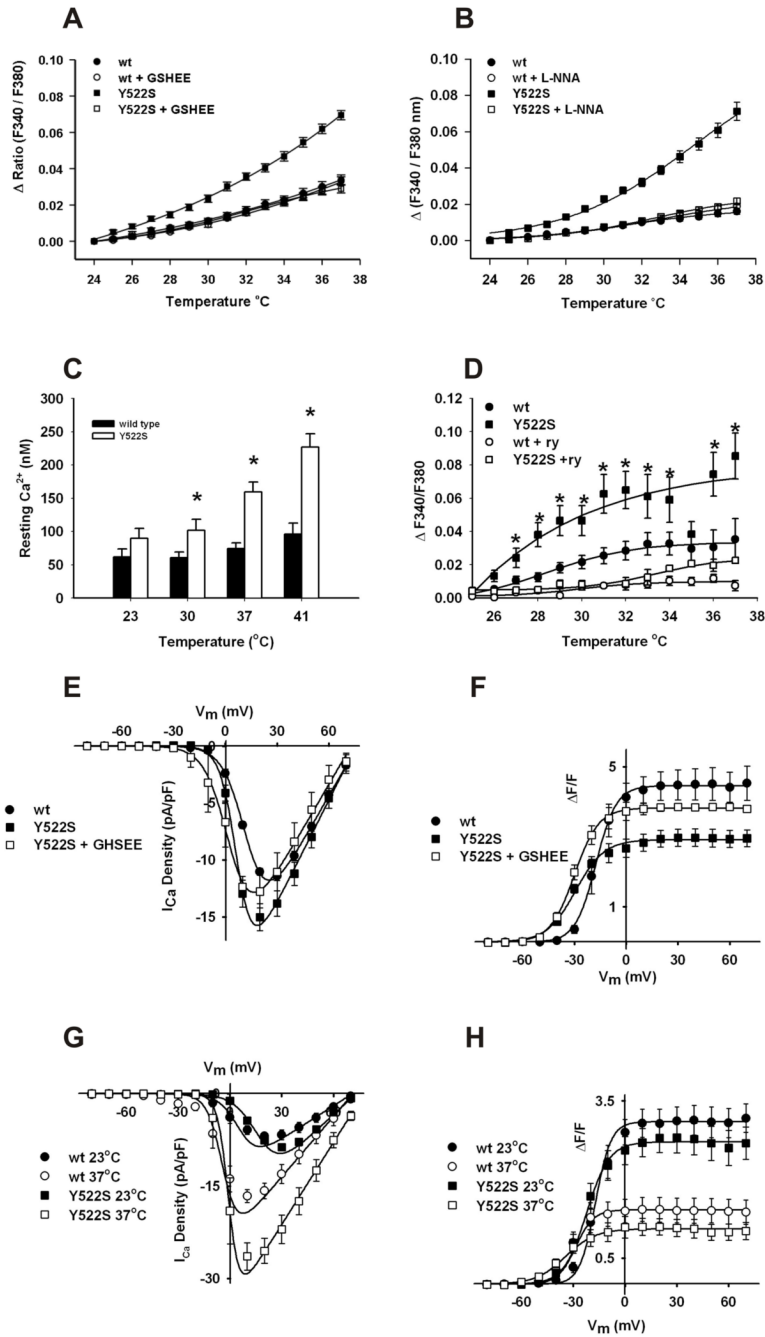 A
wt
wt + GSHEE
Y522S
Y522S + GSHEE
Δ Ratio (F340 / F380)
0.10
0.08
0.06
0.04
0.02
0.00
24 26 28 30 32 34 36 38
Temperature °C
B
wt
wt + L-NNA
Y522S
Y522S + L-NNA
Δ (F340 / F380 nm)
0.10
0.08
0.06
0.04
0.02
0.00
24 26 28 30 32 34 36 38
Temperature °C
C
wild type
Y522S
Resting Ca2+ (nM)
400
350
300
250
200
150
100
50
0
* * *
23 30 37 41
Temperature (°C)
D
wt
Y522S
wt + ry
Y522S +ry
Δ F340/F380
0.12
0.10
0.08
0.06
0.04
0.02
0.00
* * * * * * * * * *
26 28 30 32 34 36 38
Temperature °C
E
Vm (mV)
-60 -30 0 30 60
0
-5
-10
-15
ICa Density (pA/pF)
wt
Y522S
Y522S + GHSEE
F
ΔF/F
5
1
wt
Y522S
Y522S + GSHEE
-60 -30 0 30 60
Vm (mV)
G
Vm (mV)
-60 -30 30
0
-15
-30
ICa Density (pA/pF)
wt 23°C
wt 37°C
Y522S 23°C
Y522S 37°C
H
ΔF/F
3.5
0.5
wt 23°C
wt 37°C
Y522S 23°C
Y522S 37°C
-60 -30 0 30 60
Vm (mV)